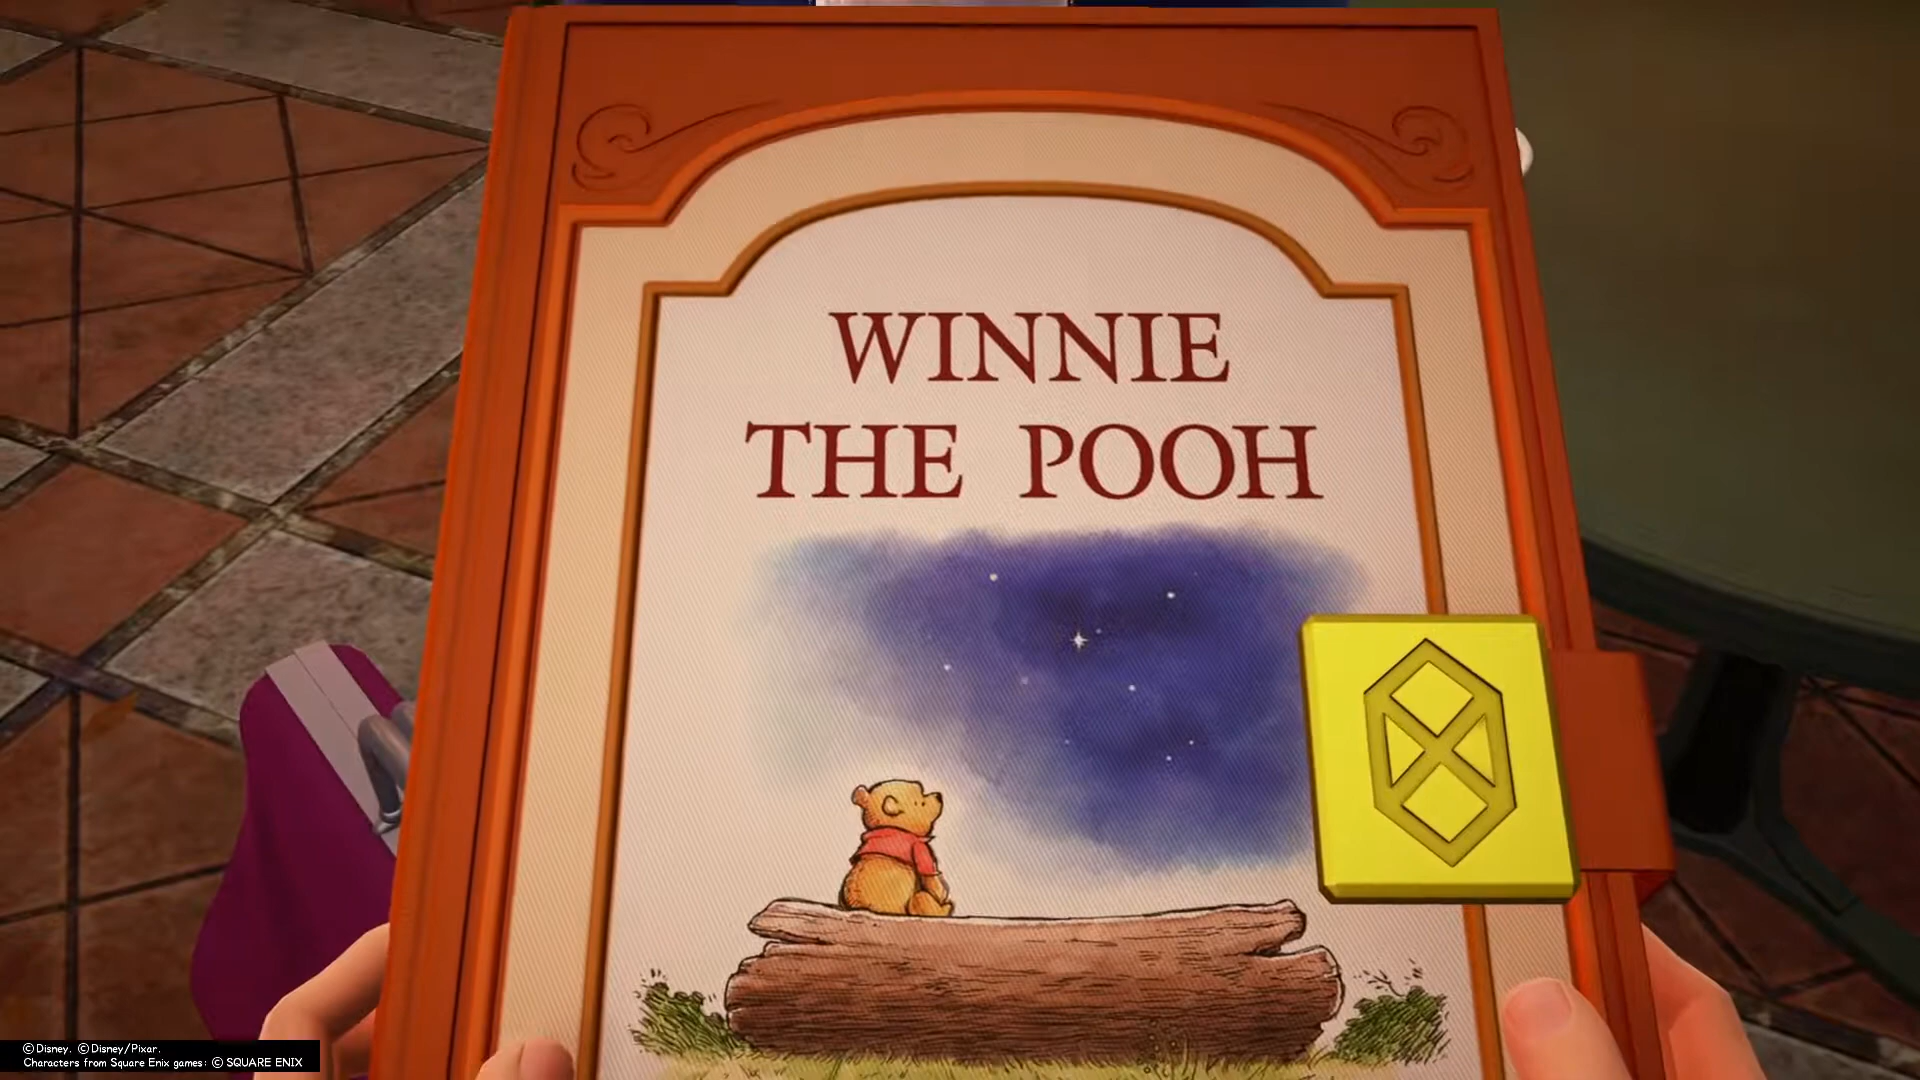 WINNIE
THE POOH
©Disney. ©Disney/Pixar.
Characters from Square Enix games: © SQUARE ENIX